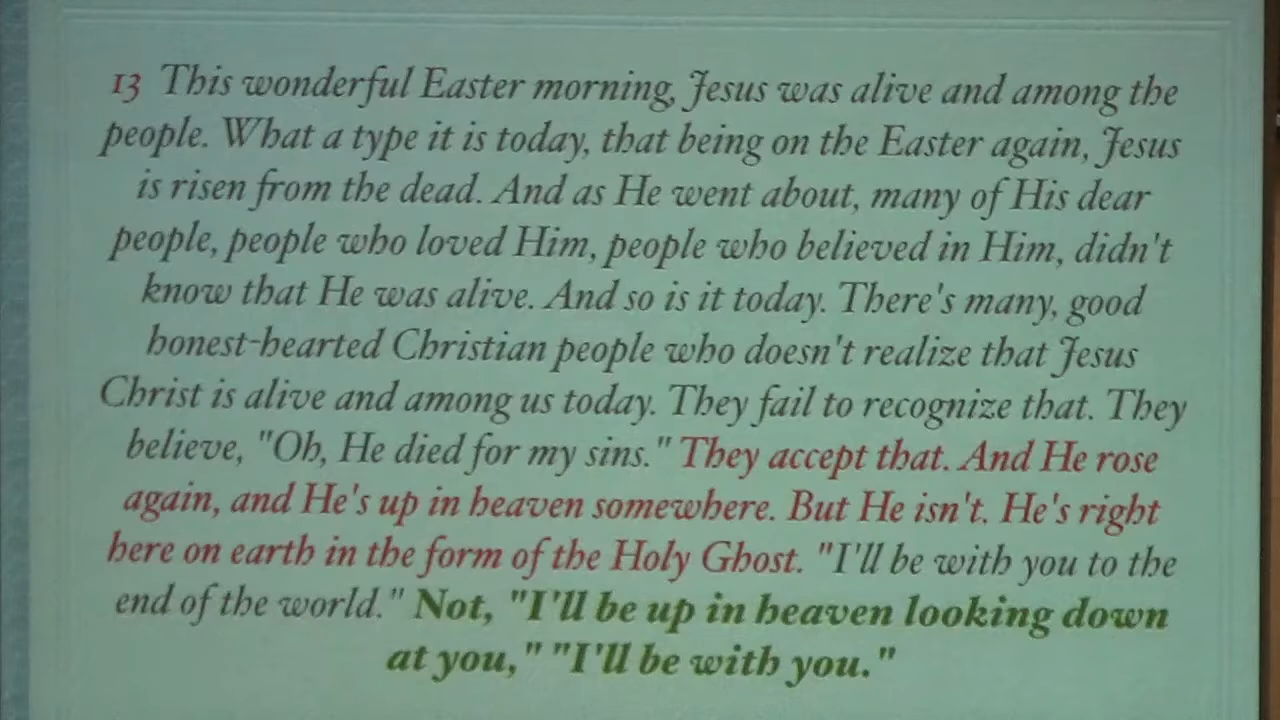 13 This wonderful Easter morning, Jesus was alive and among the
people. What a type it is today, that being on the Easter again, Jesus
is risen from the dead. And as He went about, many of His dear
people, people who loved Him, people who believed in Him, didn't
know that He was alive. And so is it today. There's many, good
honest-hearted Christian people who doesn't realize that Jesus
Christ is alive and among us today. They fail to recognize that. They
believe, "Oh, He died for my sins." They accept that. And He rose
again, and He's up in heaven somewhere. But He isn't. He's right
here on earth in the form of the Holy Ghost. "I'll be with you to the
end of the world." Not, "I'll be up in heaven looking down
at you," "I'll be with you."